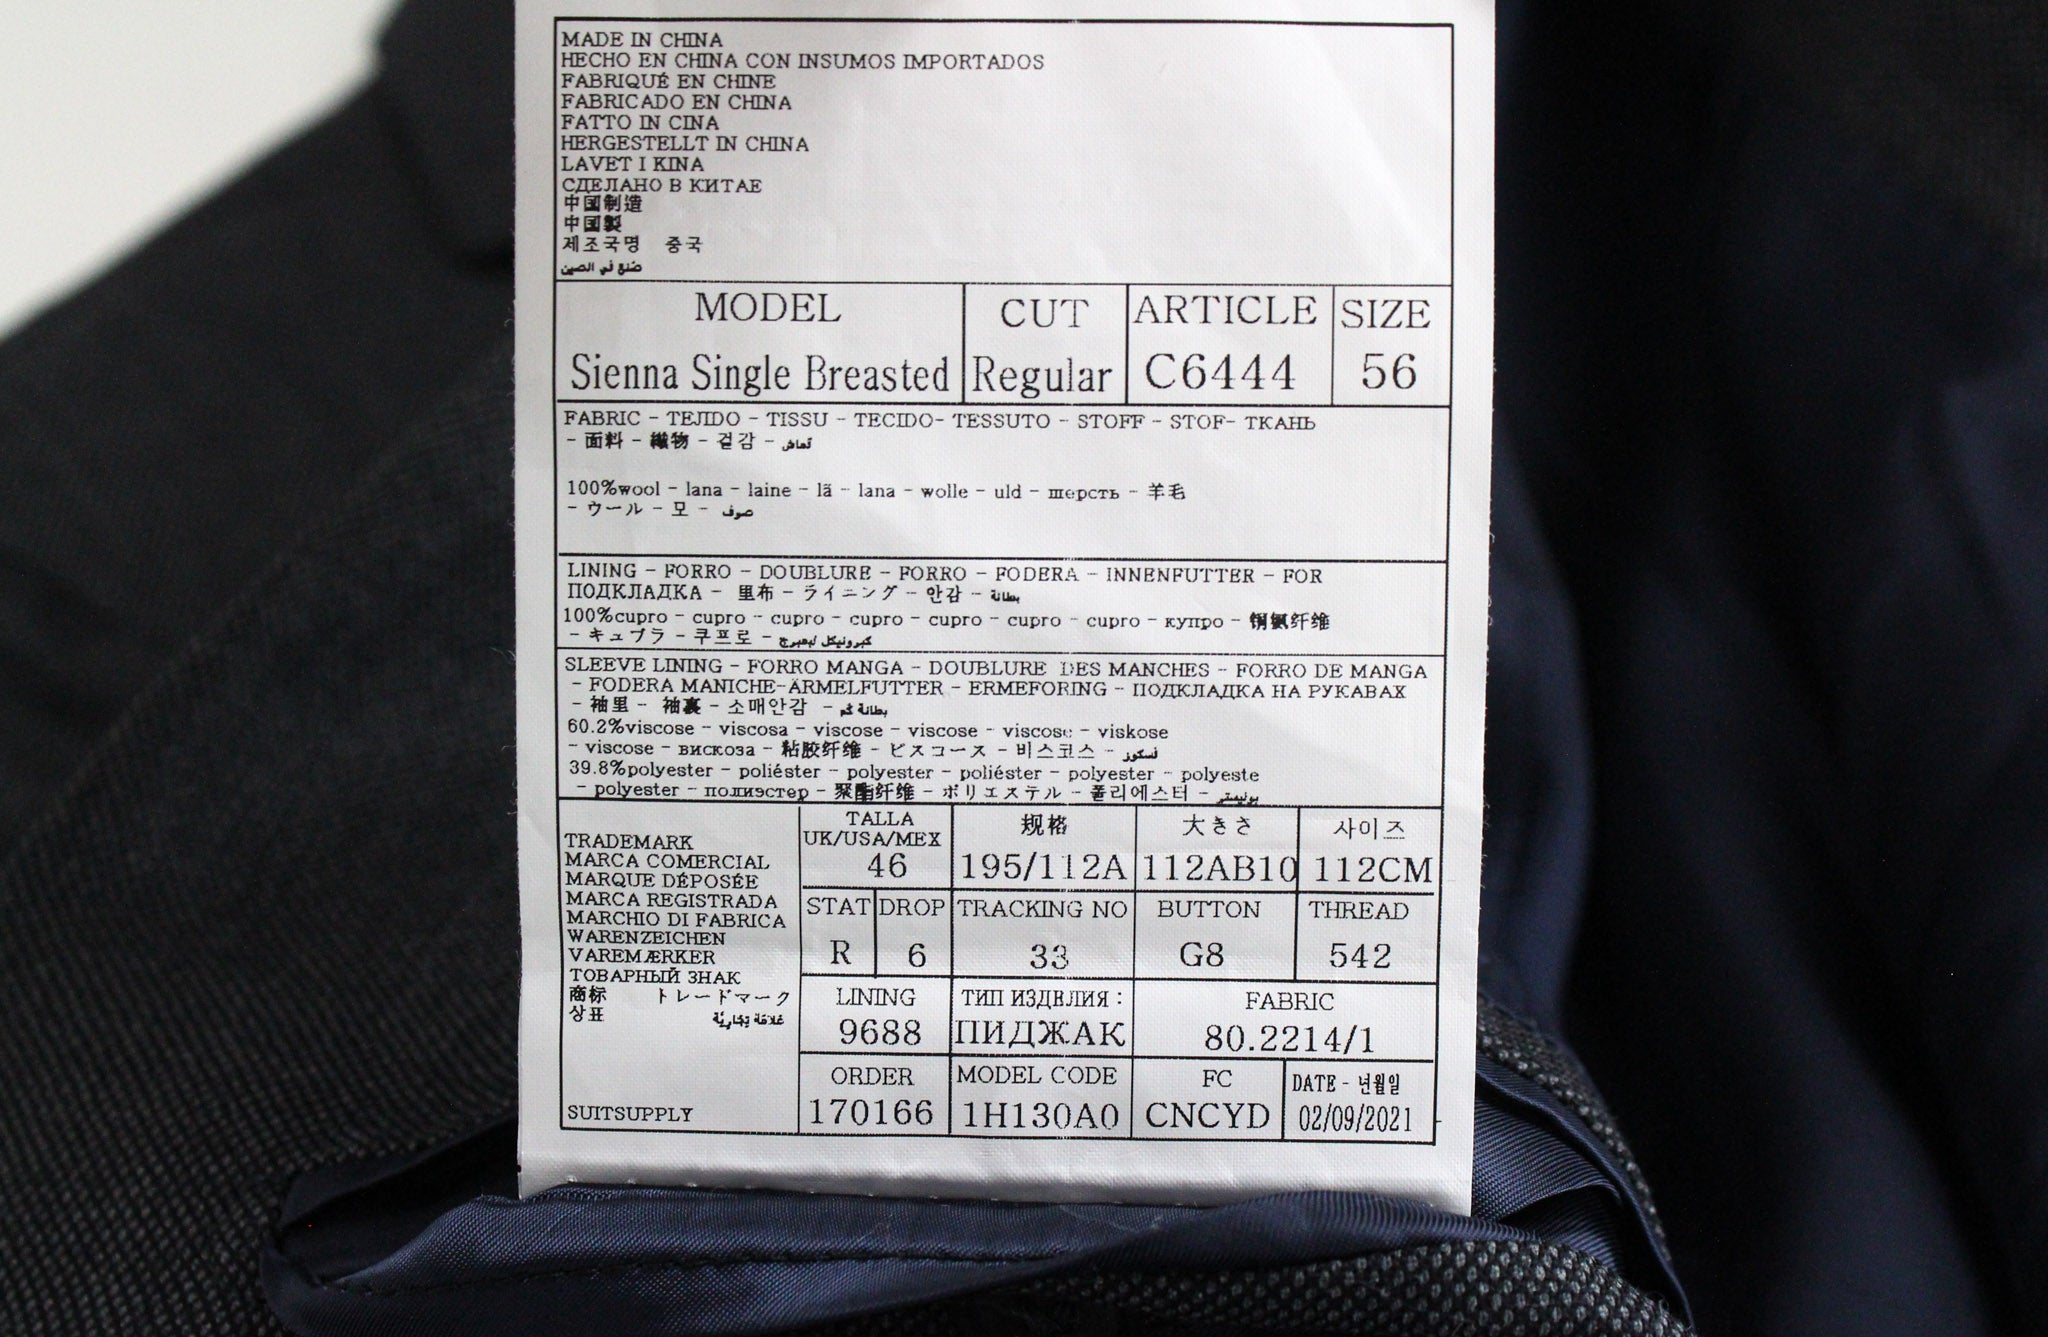 MADE IN CHINA
HECHO EN CHINA CON INSUMOS IMPORTADOS
FABRIQUÉ EN CHINE
FABRICADO EN CHINA
FATTO IN CINA
HERGESTELLT IN CHINA
LAVET I KINA
СДЕЛАНО В КИТАЕ
中国制造
中国製
제조국명 중국
صنع في الصين
MODEL CUT ARTICLE SIZE
Sienna Single Breasted Regular C6444 56
FABRIC - TEJIDO - TISSU - TECIDO- TESSUTO - STOFF - STOF- ТКАНЬ
- 面料 - 織物 - 겉감 - قماش
100%wool - lana - laine - lã - lana - wolle - uld - шерсть - 羊毛
- ウール - 모 - صوف
LINING - FORRO - DOUBLURE - FORRO - FODERA - INNENFUTTER - FOR
ПОДКЛАДКА - 里布 - ライニング - 안감 - بطانة
100%cupro - cupro - cupro - cupro - cupro - cupro - cupro - купро - 铜氨纤维
- キュプラ - 쿠프로 -
SLEEVE LINING - FORRO MANGA - DOUBLURE DES MANCHES - FORRO DE MANGA
- FODERA MANICHE-ÄRMELFUTTER - ERMEFORING - ПОДКЛАДКА НА РУКАВАХ
- 袖里 - 袖裏 - 소매안감 - بطانة كم
60.2%viscose - viscosa - viscose - viscose - viscose - viskose
- viscose - вискоза - 粘胶纤维 - ビスコース - 비스코스 - فسكوز
39.8%polyester - poliéster - polyester - poliéster - polyester - polyeste
- polyester - полиэстер - 聚酯纤维 - ポリエステル - 폴리에스터 - بوليستر
TRADEMARK
MARCA COMERCIAL
MARQUE DÉPOSÉE
MARCA REGISTRADA
MARCHIO DI FABRICA
WARENZEICHEN
VAREMÆRKER
ТОВАРНЫЙ ЗНАК
商标 トレードマーク
상표 علامة تجارية
SUITSUPPLY
TALLA 规格 大きさ 사이즈
UK/USA/MEX
46 195/112A 112AB10 112CM
STAT DROP TRACKING NO BUTTON THREAD
R 6 33 G8 542
LINING ТИП ИЗДЕЛИЯ: FABRIC
9688 ПИДЖАК 80.2214/1
ORDER MODEL CODE FC DATE - 년월일
170166 1H130A0 CNCYD 02/09/2021